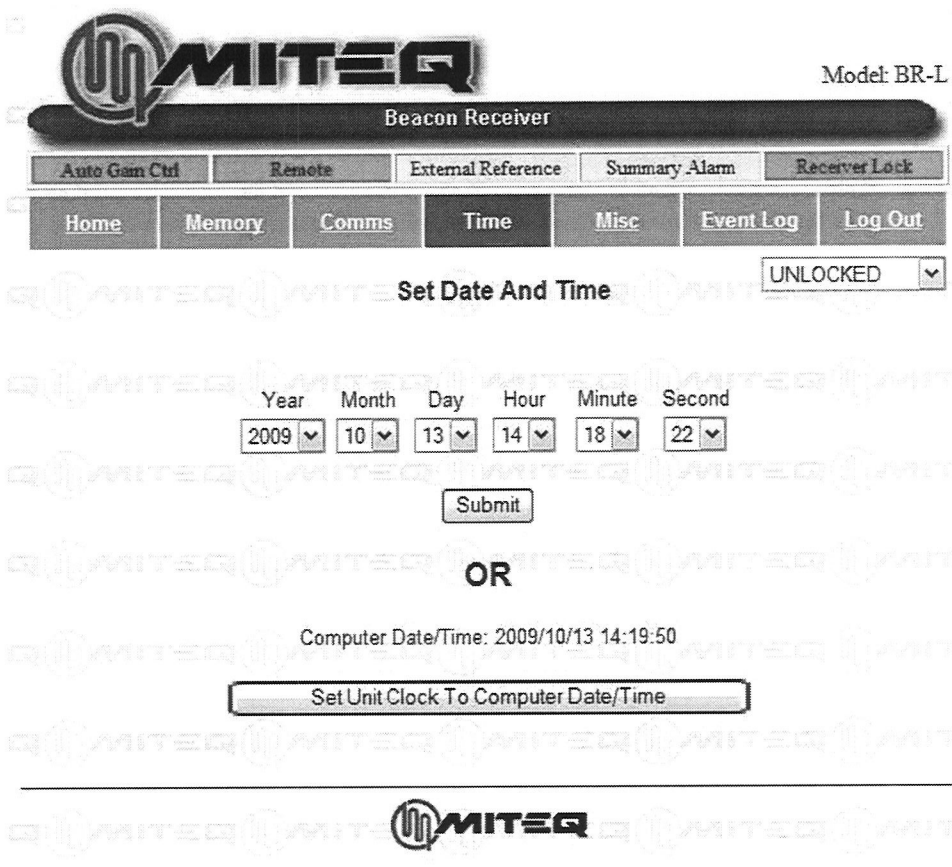 MITEQ
Model: BR-L
Beacon Receiver
Auto Gain Ctrl Remote External Reference Summary Alarm Receiver Lock
Home Memory Comms Time Misc Event Log Log Out
UNLOCKED
Set Date And Time
Year Month Day Hour Minute Second
2009 10 13 14 18 22
Submit
OR
Computer Date/Time: 2009/10/13 14:19:50
Set Unit Clock To Computer Date/Time
MITEQ